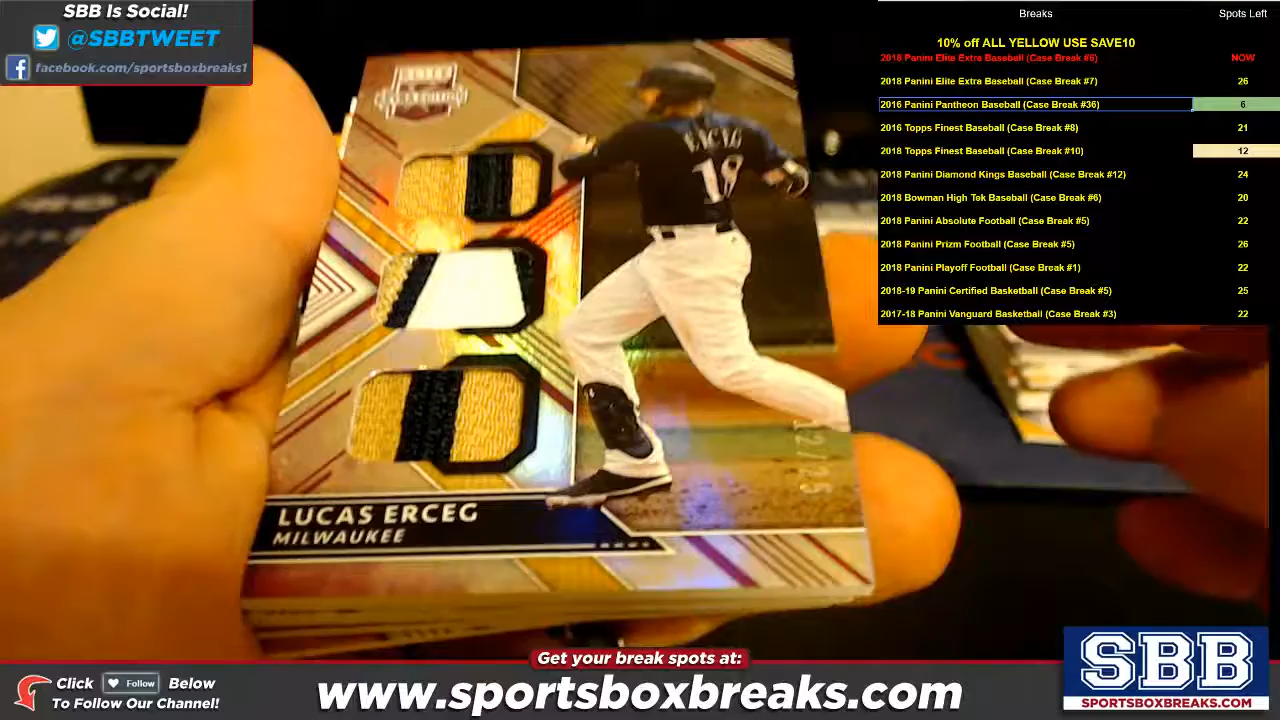 SBB Is Social!
@SBBTWEET
facebook.com/sportsboxbreaks1
Breaks Spots Left
10% off ALL YELLOW USE SAVE10
2018 Panini Elite Extra Baseball (Case Break #6) NOW
2018 Panini Elite Extra Baseball (Case Break #7) 26
2016 Panini Pantheon Baseball (Case Break #36) 6
2016 Topps Finest Baseball (Case Break #8) 21
2018 Topps Finest Baseball (Case Break #10) 12
2018 Panini Diamond Kings Baseball (Case Break #12) 24
2018 Bowman High Tek Baseball (Case Break #6) 20
2018 Panini Absolute Football (Case Break #5) 22
2018 Panini Prizm Football (Case Break #5) 26
2018 Panini Playoff Football (Case Break #1) 22
2018-19 Panini Certified Basketball (Case Break #5) 25
2017-18 Panini Vanguard Basketball (Case Break #3) 22
ERCEG
18
LUCAS ERCEG
MILWAUKEE
Get your break spots at:
www.sportsboxbreaks.com
Click Follow Below
To Follow Our Channel!
SBB
SPORTSBOXBREAKS.COM